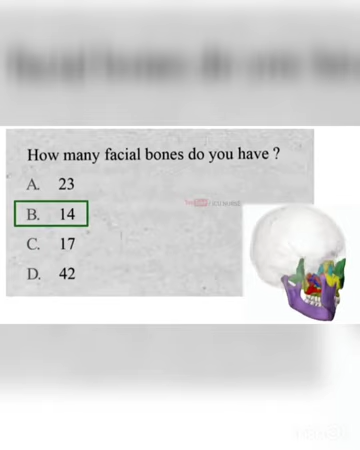 How many facial bones do you have ?
A. 23
B. 14
C. 17
D. 42